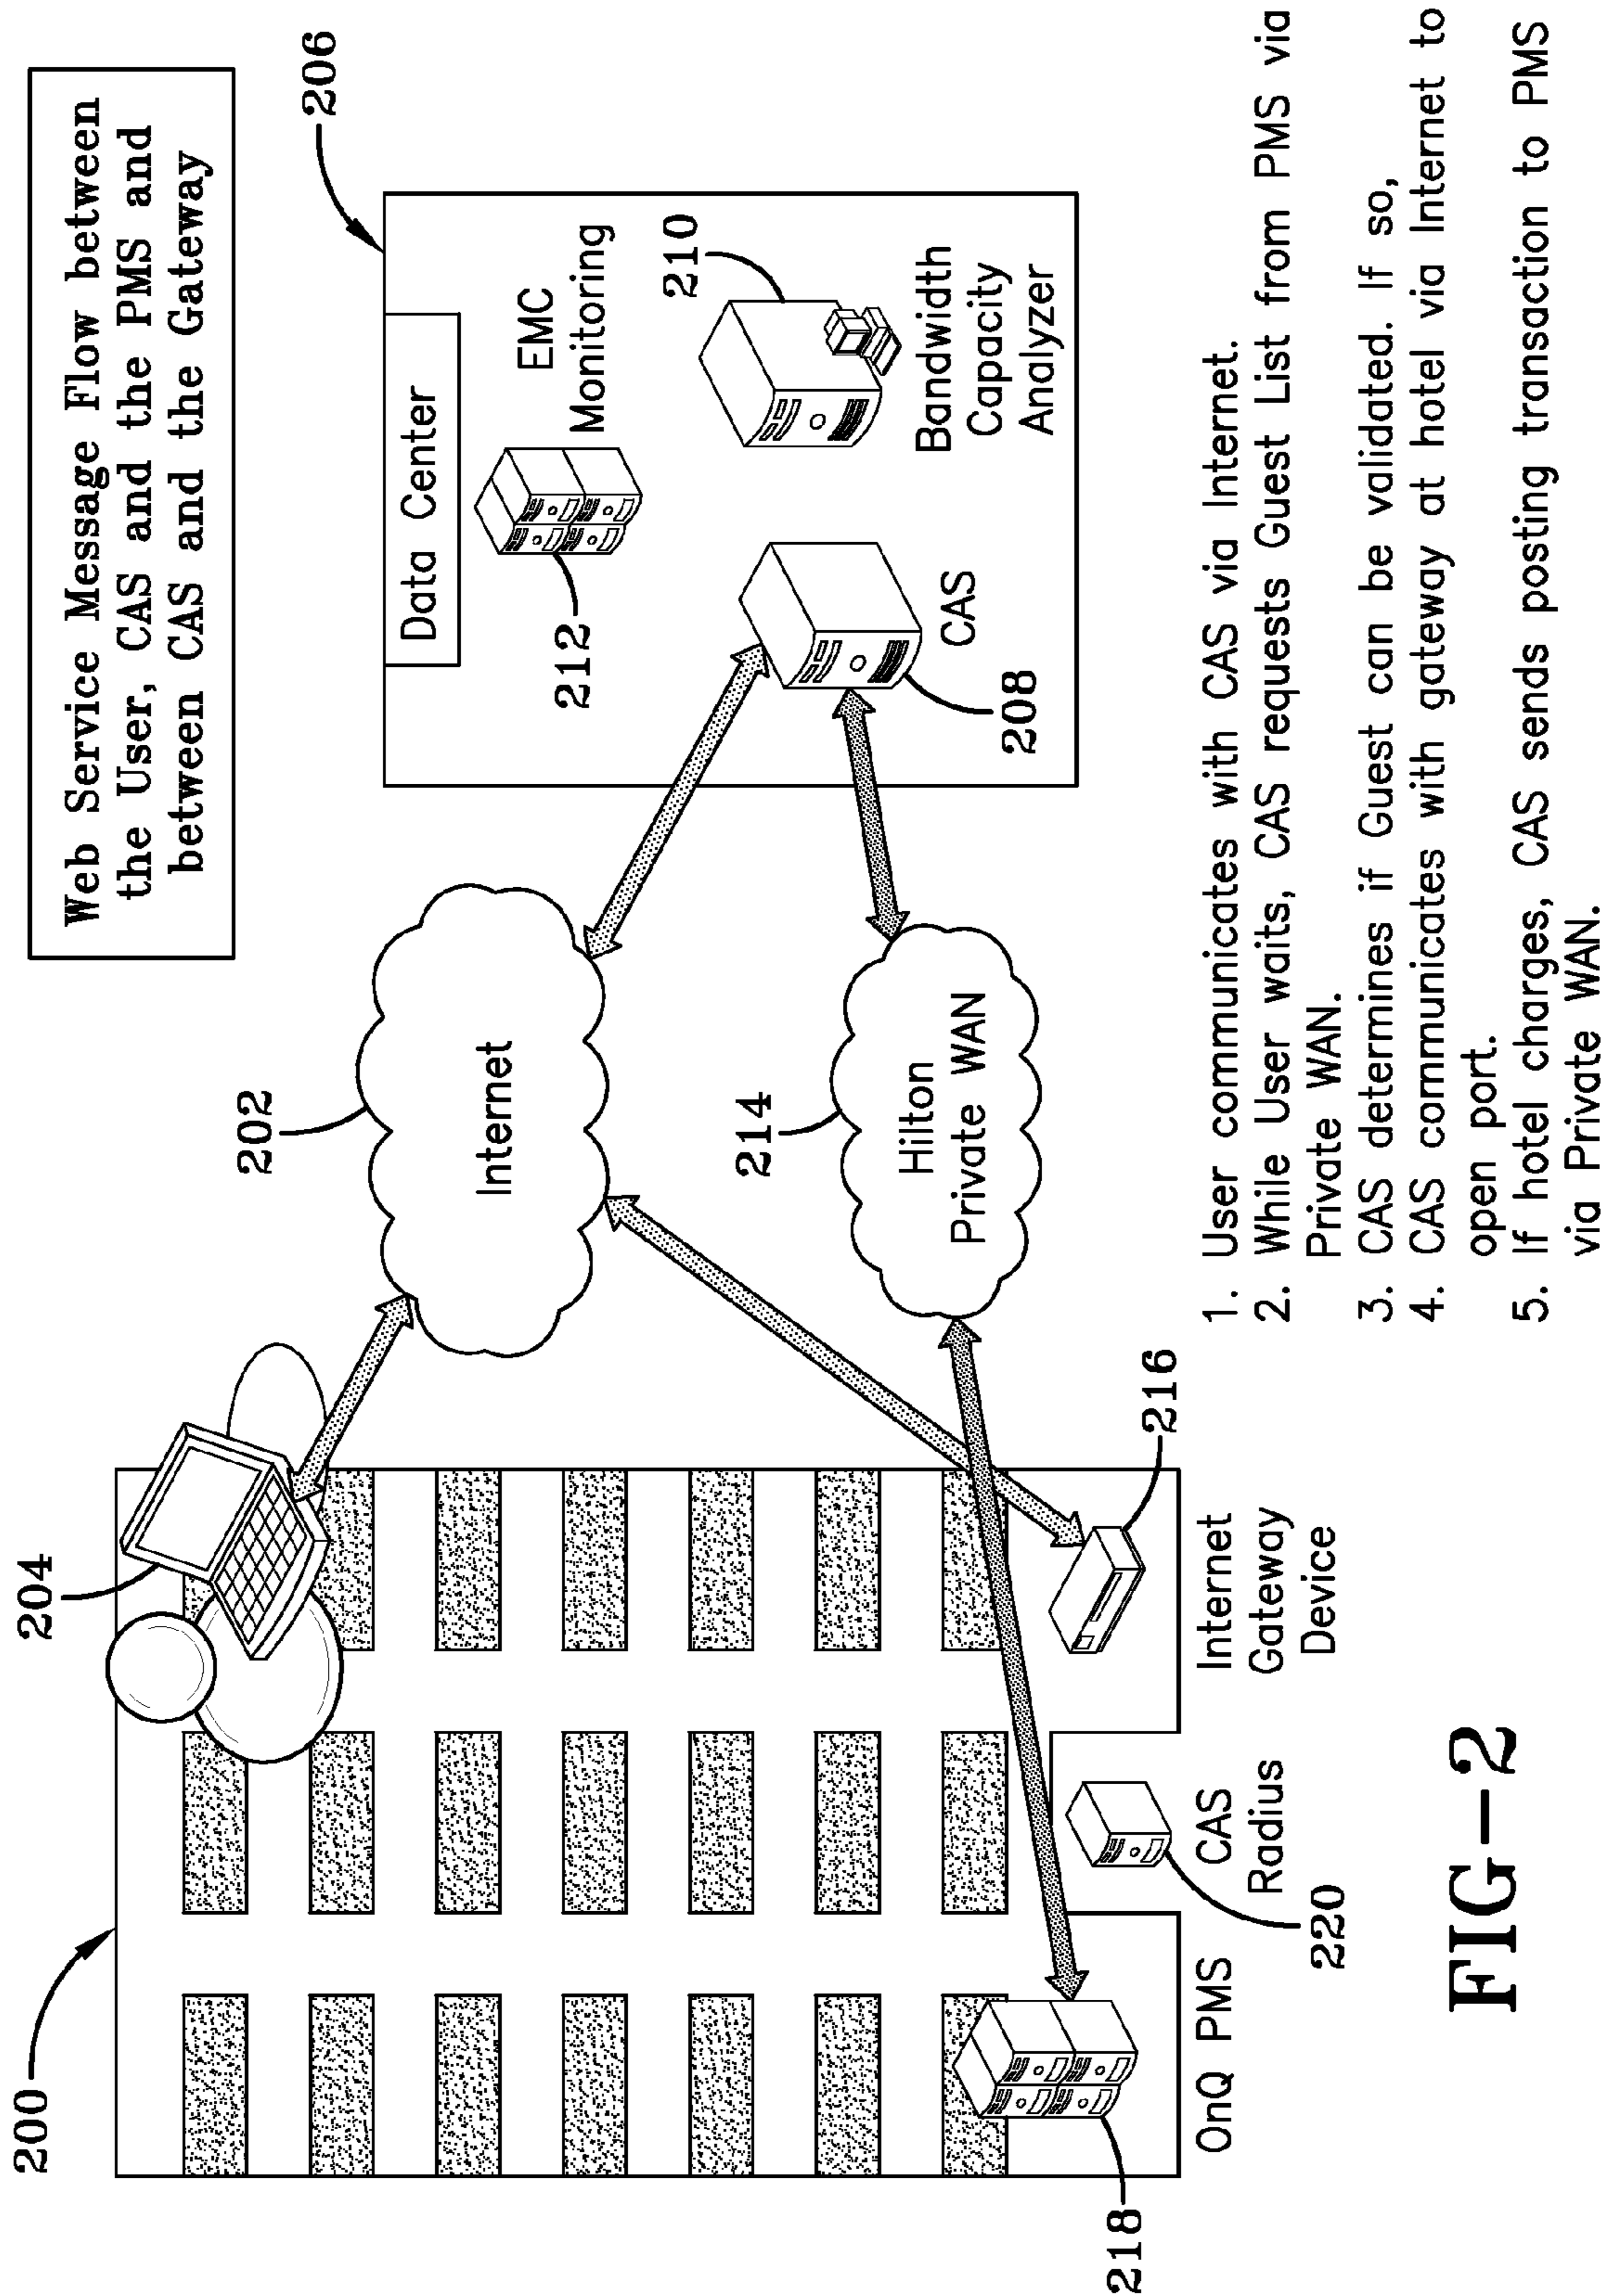 Web Service Message Flow between
the User, CAS and the PMS and
between CAS and the Gateway
200
204
202
Internet
206
Data Center
EMC
Monitoring
212
210
Bandwidth
Capacity
Analyzer
CAS
208
214
Hilton
Private WAN
218
OnQ PMS
220
CAS
Radius
216
Internet
Gateway
Device
1. User communicates with CAS via Internet.
2. While User waits, CAS requests Guest List from PMS via
Private WAN.
3. CAS determines if Guest can be validated. If so,
4. CAS communicates with gateway at hotel via Internet to
open port.
5. If hotel charges, CAS sends posting transaction to PMS
via Private WAN.
FIG-2